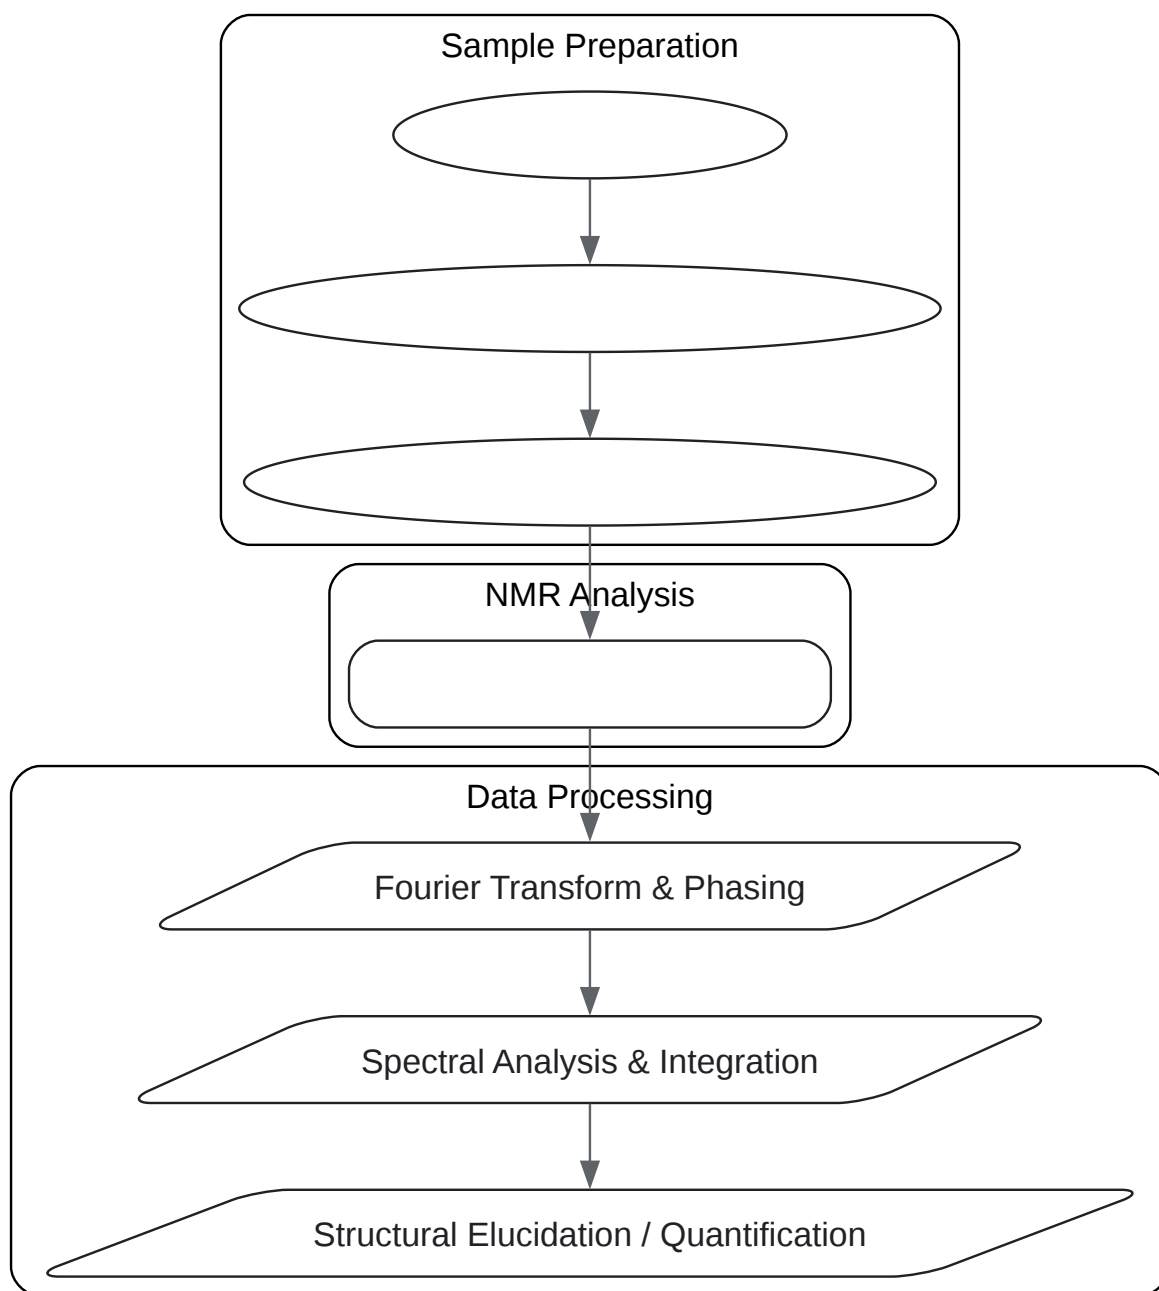 Sample Preparation
NMR Analysis
Data Processing
Fourier Transform & Phasing
Spectral Analysis & Integration
Structural Elucidation / Quantification